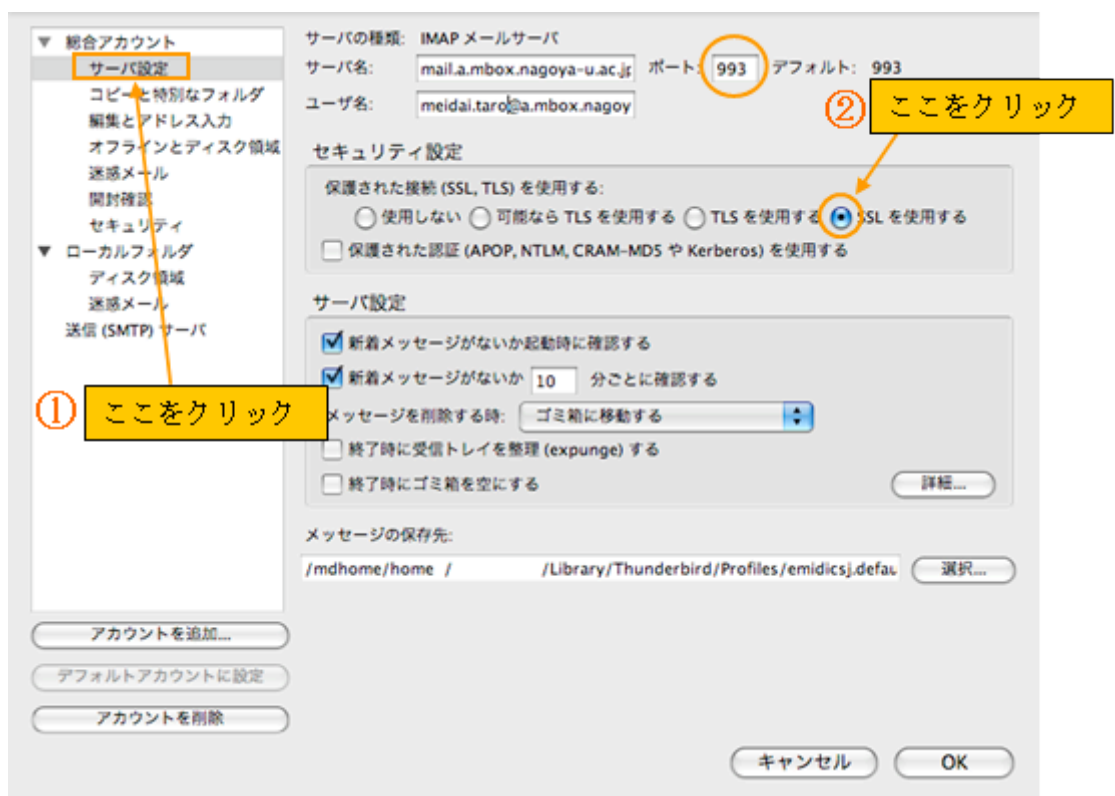 ▼ 総合アカウント
サーバ設定
コピーと特別なフォルダ
編集とアドレス入力
オフラインとディスク領域
迷惑メール
開封確認
セキュリティ
▼ ローカルフォルダ
ディスク領域
迷惑メール
送信 (SMTP) サーバ
① ここをクリック
アカウントを追加...
デフォルトアカウントに設定
アカウントを削除
サーバの種類: IMAP メールサーバ
サーバ名: mail.a.mbox.nagoya-u.ac.jp ポート: 993 デフォルト: 993
ユーザ名: meidai.taro@a.mbox.nagoy
② ここをクリック
セキュリティ設定
保護された接続 (SSL, TLS) を使用する:
使用しない 可能なら TLS を使用する TLS を使用する SSL を使用する
保護された認証 (APOP, NTLM, CRAM-MD5 や Kerberos) を使用する
サーバ設定
新着メッセージがないか起動時に確認する
新着メッセージがないか 10 分ごとに確認する
メッセージを削除する時: ゴミ箱に移動する
終了時に受信トレイを整理 (expunge) する
終了時にゴミ箱を空にする
詳細...
メッセージの保存先:
/mdhome/home / /Library/Thunderbird/Profiles/emidicsj.defau 選択...
キャンセル OK